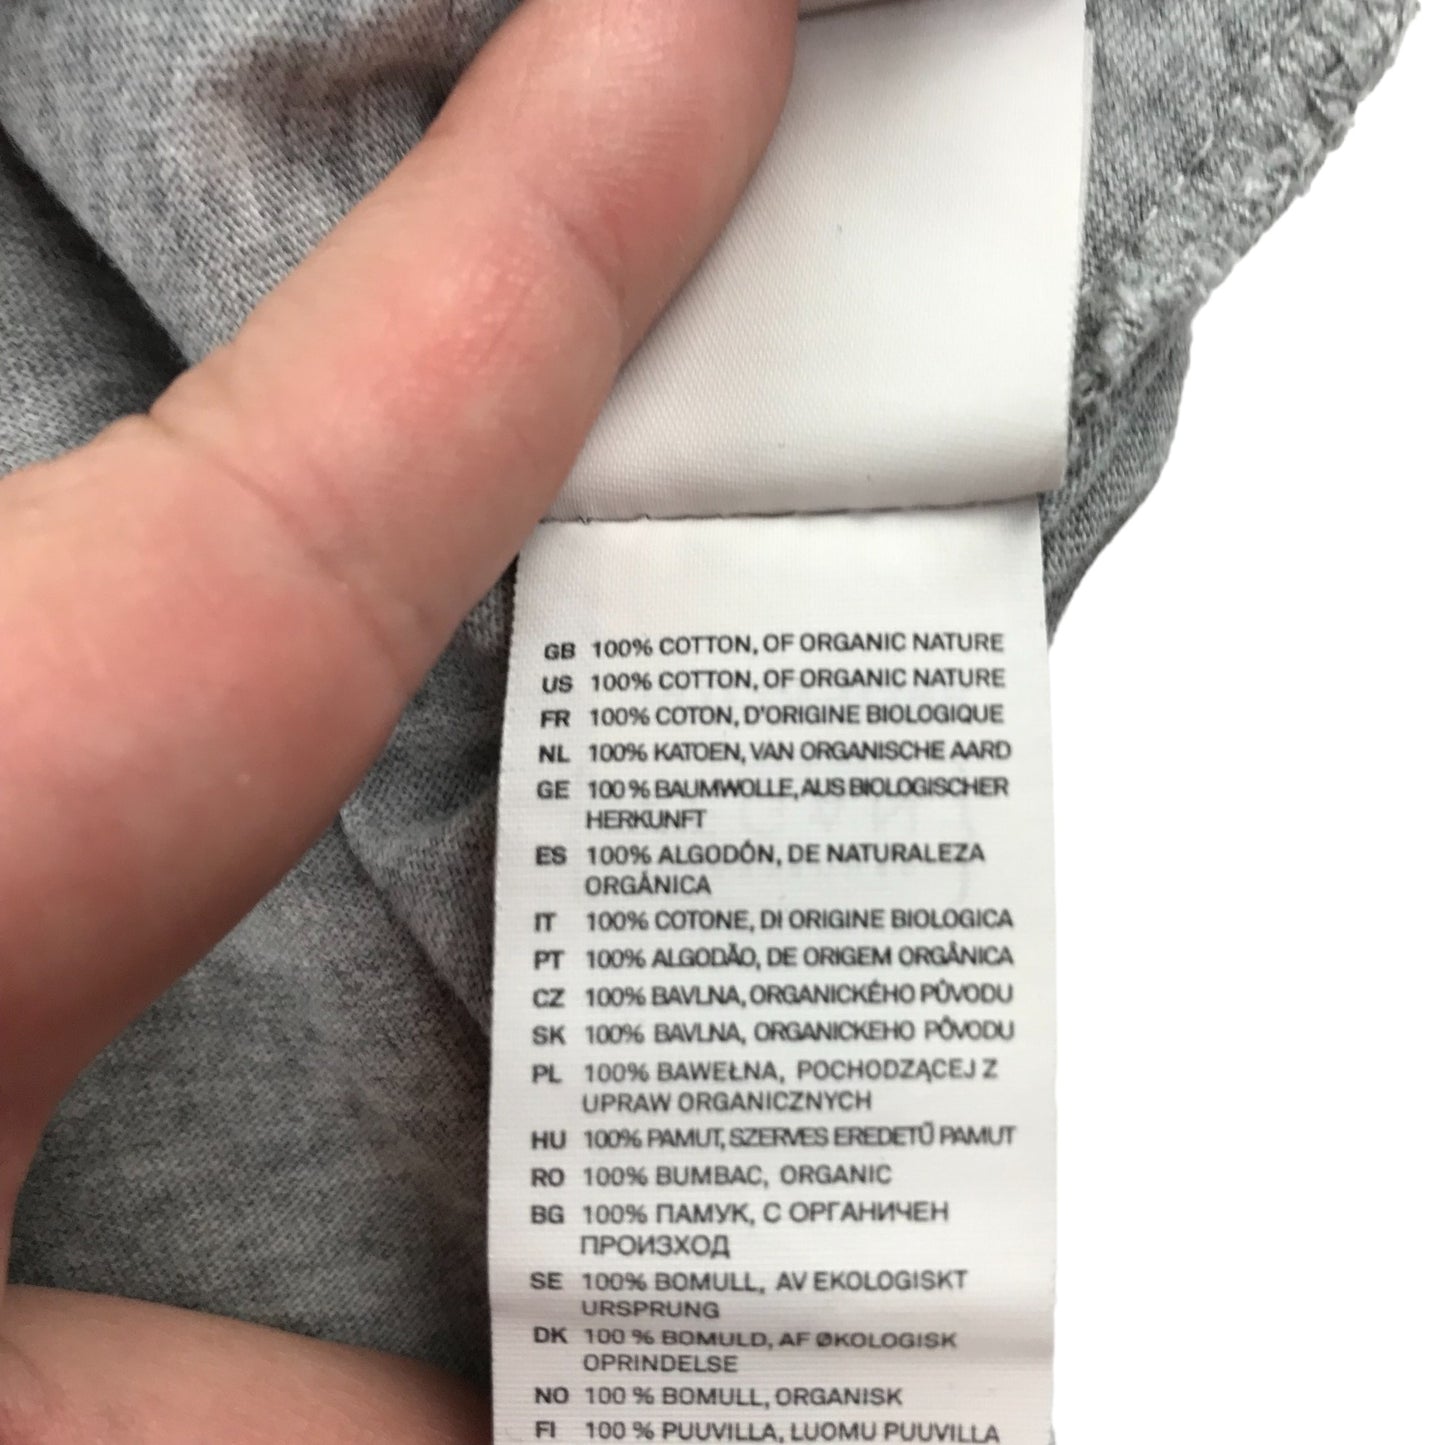 GB 100% COTTON, OF ORGANIC NATURE
US 100% COTTON, OF ORGANIC NATURE
FR 100% COTON, D'ORIGINE BIOLOGIQUE
NL 100% KATOEN, VAN ORGANISCHE AARD
GE 100 % BAUMWOLLE, AUS BIOLOGISCHER
HERKUNFT
ES 100% ALGODÓN, DE NATURALEZA
ORGÁNICA
IT 100% COTONE, DI ORIGINE BIOLOGICA
PT 100% ALGODÃO, DE ORIGEM ORGÂNICA
CZ 100% BAVLNA, ORGANICKÉHO PŮVODU
SK 100% BAVLNA, ORGANICKEHO PÔVODU
PL 100% BAWEŁNA, POCHODZĄCEJ Z
UPRAW ORGANICZNYCH
HU 100% PAMUT, SZERVES EREDETŰ PAMUT
RO 100% BUMBAC, ORGANIC
BG 100% ПАМУК, С ОРГАНИЧЕН
ПРОИЗХОД
SE 100% BOMULL, AV EKOLOGISKT
URSPRUNG
DK 100 % BOMULD, AF ØKOLOGISK
OPRINDELSE
NO 100 % BOMULL, ORGANISK
FI 100 % PUUVILLA, LUOMU PUUVILLA